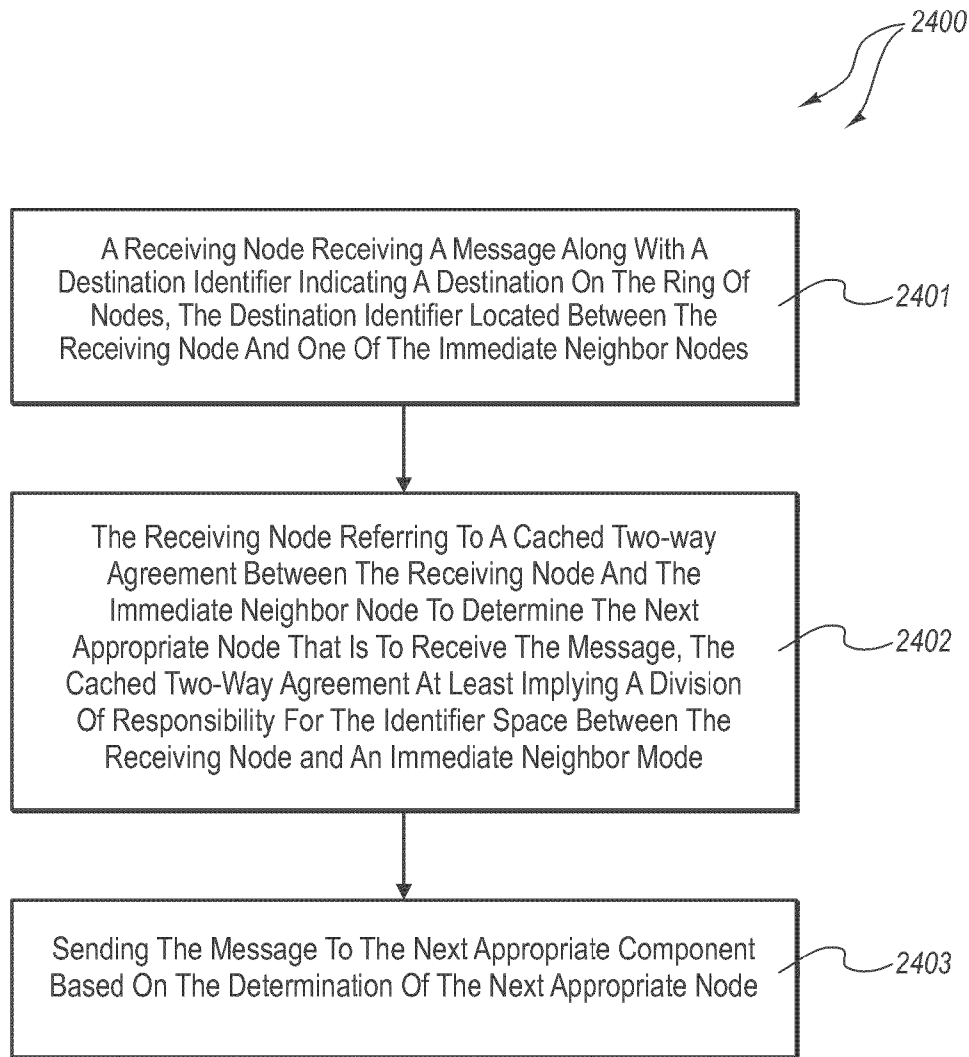 2400
A Receiving Node Receiving A Message Along With A
Destination Identifier Indicating A Destination On The Ring Of
Nodes, The Destination Identifier Located Between The
Receiving Node And One Of The Immediate Neighbor Nodes
2401
The Receiving Node Referring To A Cached Two-way
Agreement Between The Receiving Node And The
Immediate Neighbor Node To Determine The Next
Appropriate Node That Is To Receive The Message, The
Cached Two-Way Agreement At Least Implying A Division
Of Responsibility For The Identifier Space Between The
Receiving Node and An Immediate Neighbor Mode
2402
Sending The Message To The Next Appropriate Component
Based On The Determination Of The Next Appropriate Node
2403